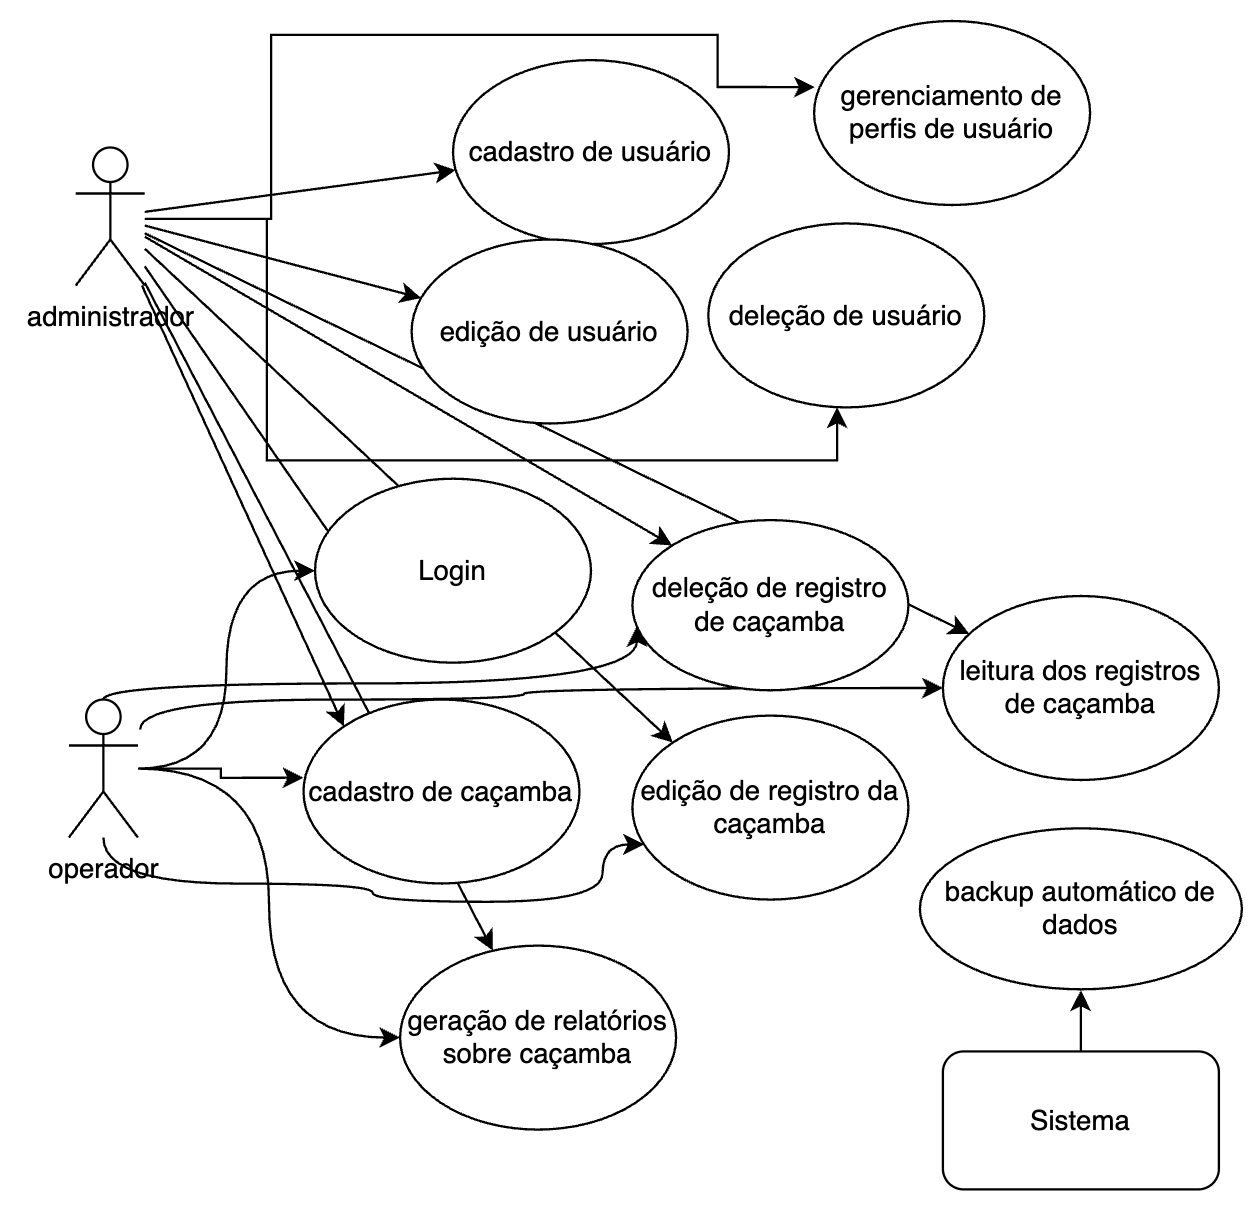 gerenciamento de
perfis de usuário
cadastro de usuário
administrador
edição de usuário
deleção de usuário
Login
deleção de registro
de caçamba
leitura dos registros
de caçamba
operador
cadastro de caçamba
edição de registro da
caçamba
backup automático de
dados
geração de relatórios
sobre caçamba
Sistema